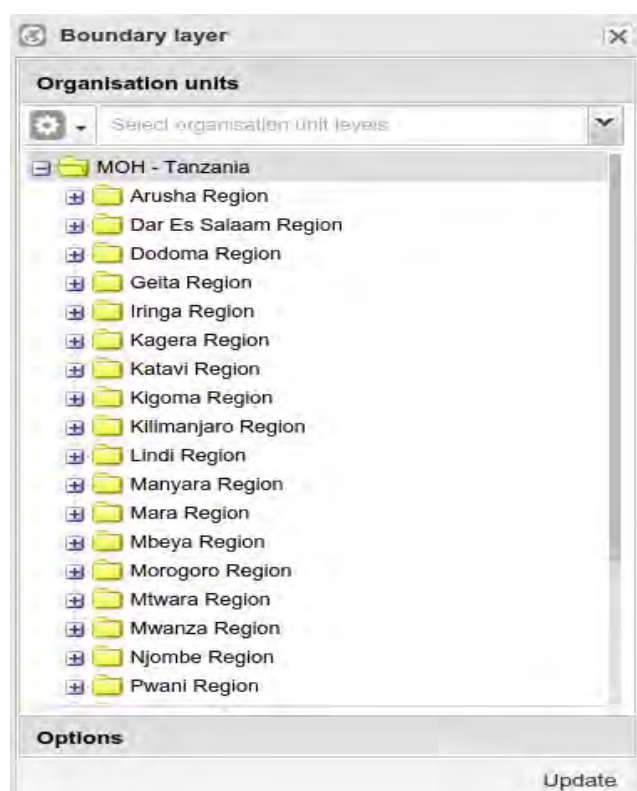 Boundary layer
Organisation units
Select organisation unit levels
MOH - Tanzania
Arusha Region
Dar Es Salaam Region
Dodoma Region
Geita Region
Iringa Region
Kagera Region
Katavi Region
Kigoma Region
Kilimanjaro Region
Lindi Region
Manyara Region
Mara Region
Mbeya Region
Morogoro Region
Mtwara Region
Mwanza Region
Njombe Region
Pwani Region
Options
Update